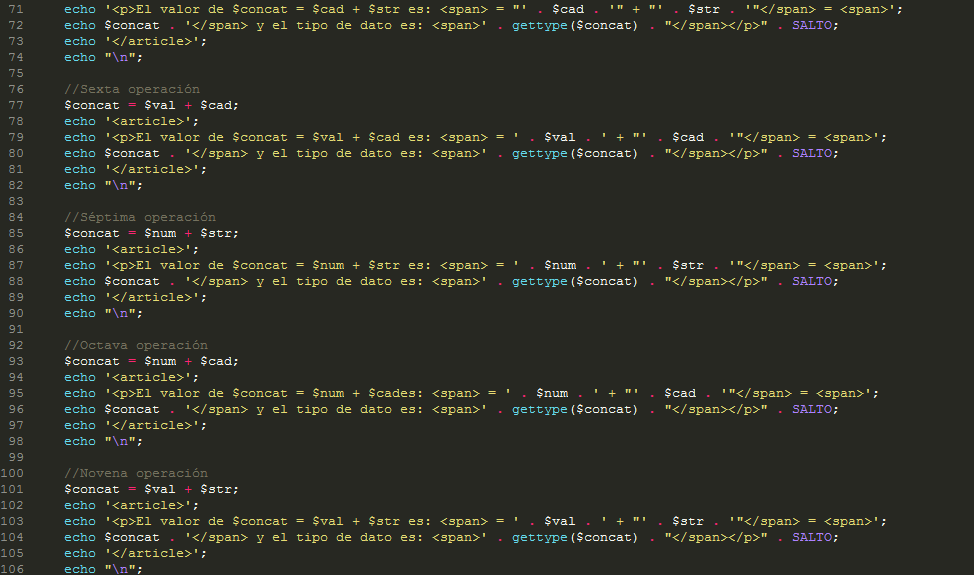 71 echo '<p>El valor de $concat = $cad + $str es: <span> = "' . $cad . '" + "' . $str . '"</span> = <span>';
72 echo $concat . '</span> y el tipo de dato es: <span>' . gettype($concat) . "</span></p>" . SALTO;
73 echo '</article>';
74 echo "\n";
75
76 //Sexta operación
77 $concat = $val + $cad;
78 echo '<article>';
79 echo '<p>El valor de $concat = $val + $cad es: <span> = ' . $val . ' + "' . $cad . '"</span> = <span>';
80 echo $concat . '</span> y el tipo de dato es: <span>' . gettype($concat) . "</span></p>" . SALTO;
81 echo '</article>';
82 echo "\n";
83
84 //Séptima operación
85 $concat = $num + $str;
86 echo '<article>';
87 echo '<p>El valor de $concat = $num + $str es: <span> = ' . $num . ' + "' . $str . '"</span> = <span>';
88 echo $concat . '</span> y el tipo de dato es: <span>' . gettype($concat) . "</span></p>" . SALTO;
89 echo '</article>';
90 echo "\n";
91
92 //Octava operación
93 $concat = $num + $cad;
94 echo '<article>';
95 echo '<p>El valor de $concat = $num + $cades: <span> = ' . $num . ' + "' . $cad . '"</span> = <span>';
96 echo $concat . '</span> y el tipo de dato es: <span>' . gettype($concat) . "</span></p>" . SALTO;
97 echo '</article>';
98 echo "\n";
99
100 //Novena operación
101 $concat = $val + $str;
102 echo '<article>';
103 echo '<p>El valor de $concat = $val + $str es: <span> = ' . $val . ' + "' . $str . '"</span> = <span>';
104 echo $concat . '</span> y el tipo de dato es: <span>' . gettype($concat) . "</span></p>" . SALTO;
105 echo '</article>';
106 echo "\n";